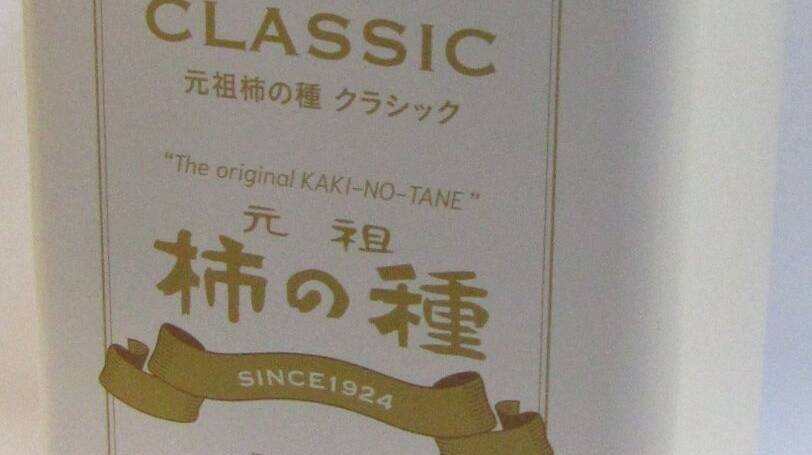 CLASSIC
元祖柿の種 クラシック
“The original KAKI-NO-TANE”
元祖
柿の種
SINCE1924